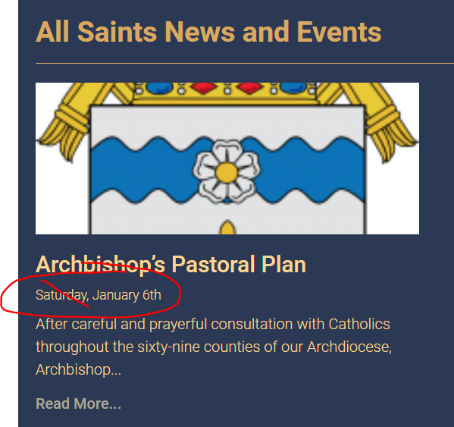 All Saints News and Events
Archbishop's Pastoral Plan
Saturday, January 6th
After careful and prayerful consultation with Catholics
throughout the sixty-nine counties of our Archdiocese,
Archbishop...
Read More...